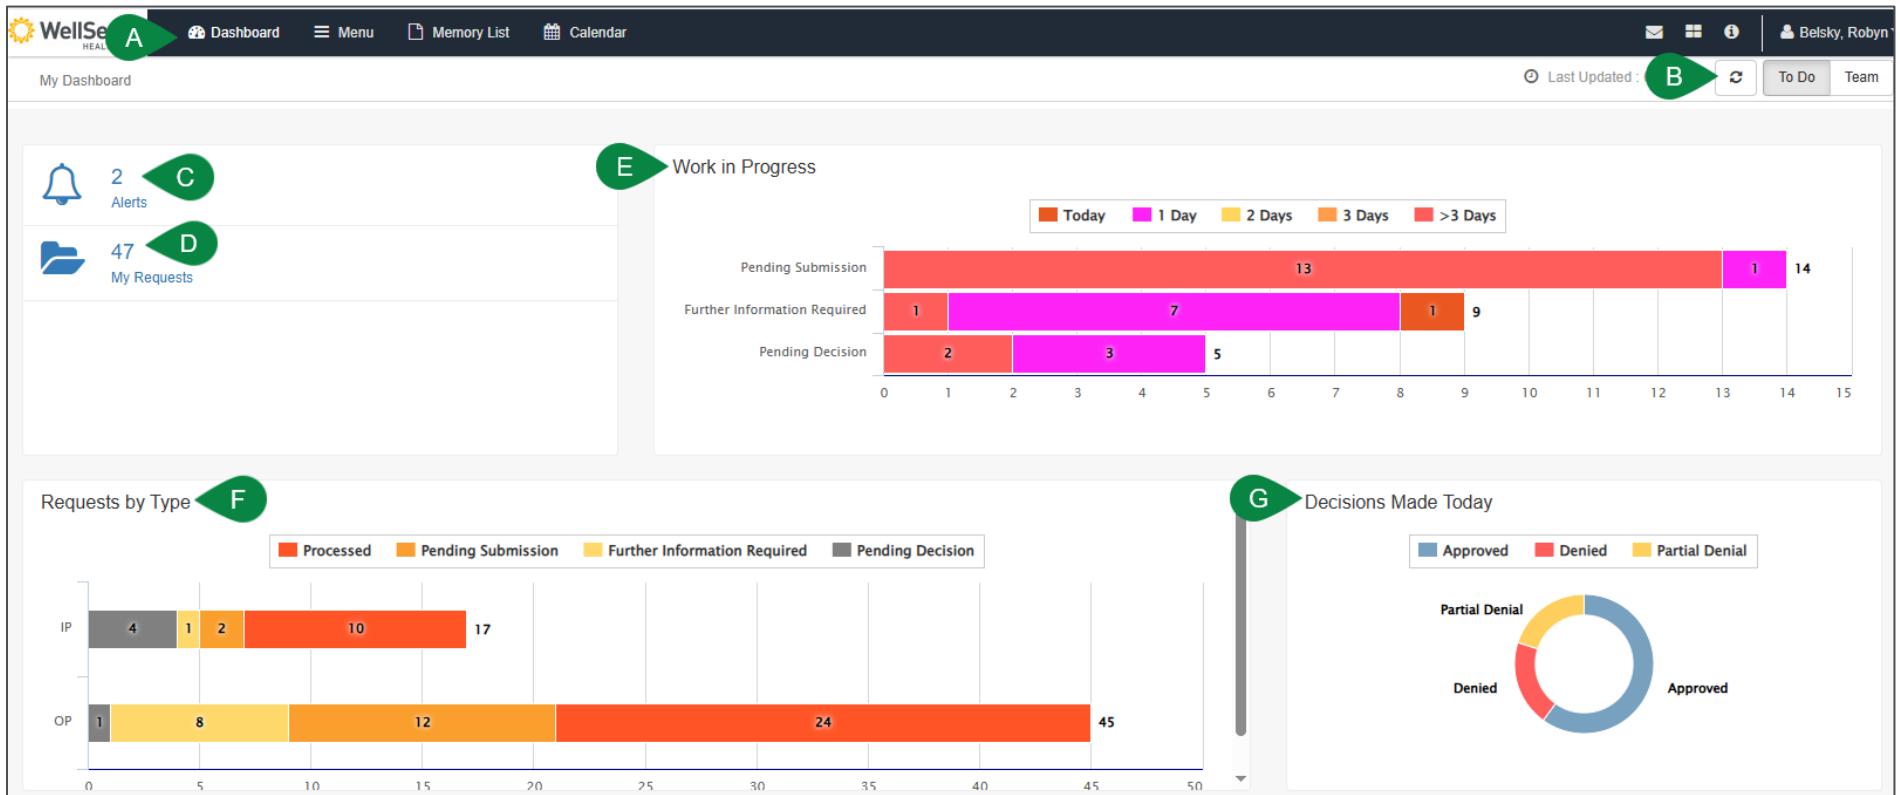 WellSe A Dashboard Menu Memory List Calendar Belsky, Robyn
HEAL
My Dashboard Last Updated : B To Do Team
2 C
Alerts
47 D
My Requests
E Work in Progress
Today 1 Day 2 Days 3 Days >3 Days
Pending Submission 13 1 14
Further Information Required 1 7 1 9
Pending Decision 2 3 5
0 1 2 3 4 5 6 7 8 9 10 11 12 13 14 15
Requests by Type F
Processed Pending Submission Further Information Required Pending Decision
IP 4 1 2 10 17
OP 1 8 12 24 45
0 5 10 15 20 25 30 35 40 45 50
G Decisions Made Today
Approved Denied Partial Denial
Partial Denial
Denied Approved